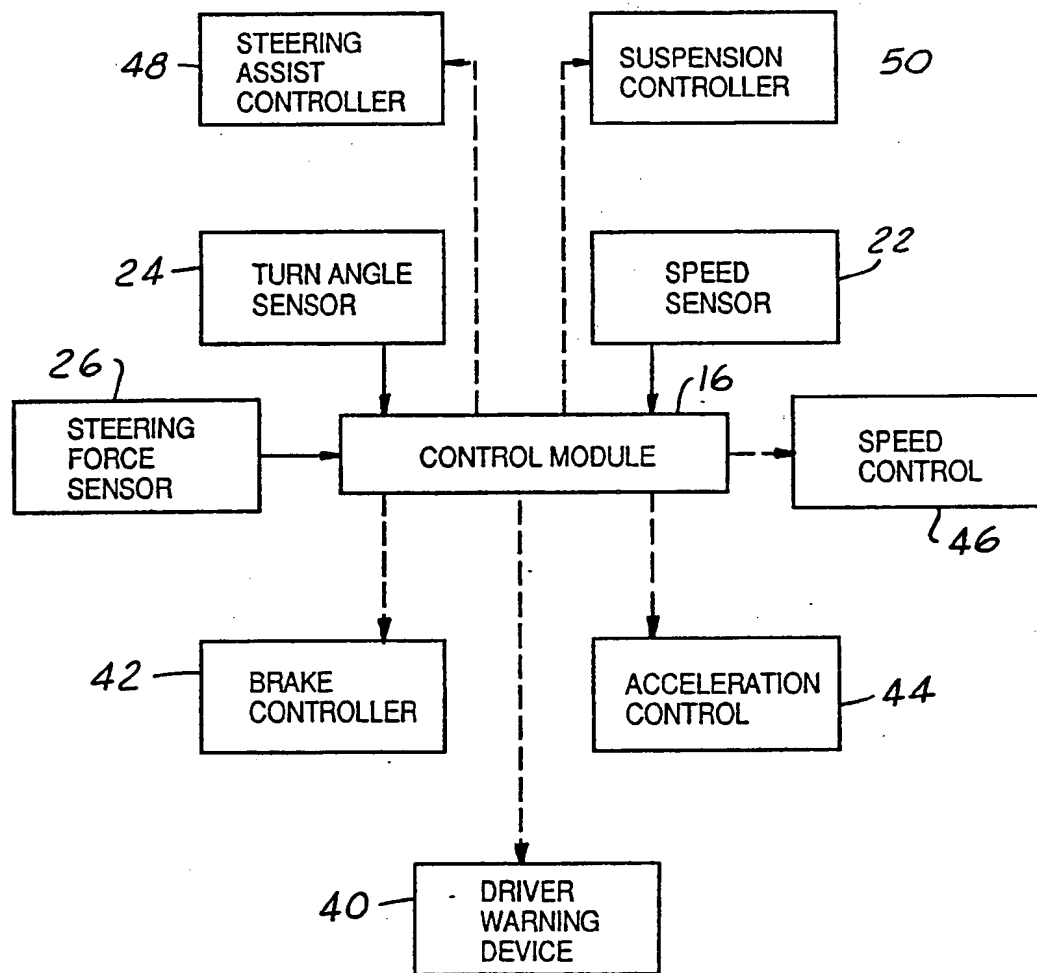 48
STEERING
ASSIST
CONTROLLER
SUSPENSION
CONTROLLER
50
24
TURN ANGLE
SENSOR
SPEED
SENSOR
22
26
STEERING
FORCE
SENSOR
16
CONTROL MODULE
SPEED
CONTROL
46
42
BRAKE
CONTROLLER
ACCELERATION
CONTROL
44
40
DRIVER
WARNING
DEVICE